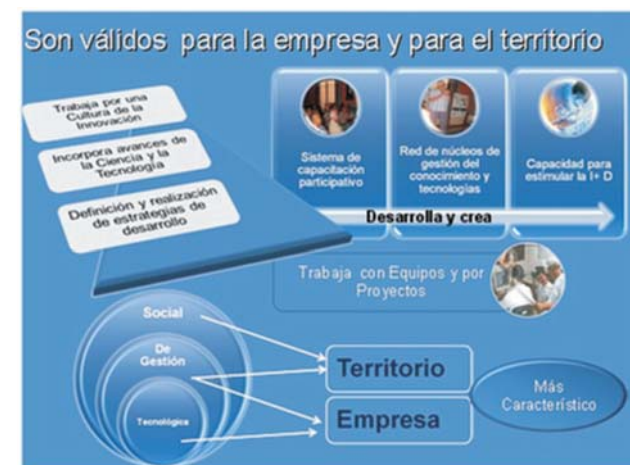 Son válidos para la empresa y para el territorio
Trabaja por una
Cultura de la
Innovación
Incorpora avances de
la Ciencia y la
Tecnología
Definición y realización
de estrategias de
desarrollo
Sistema de
capacitación
participativo
Red de núcleos de
gestión del
conocimiento y
tecnologías
Capacidad para
estimular la I+ D
Desarrolla y crea
Trabaja con Equipos y por
Proyectos
Social
De
Gestión
Tecnológica
Territorio
Empresa
Más
Característico